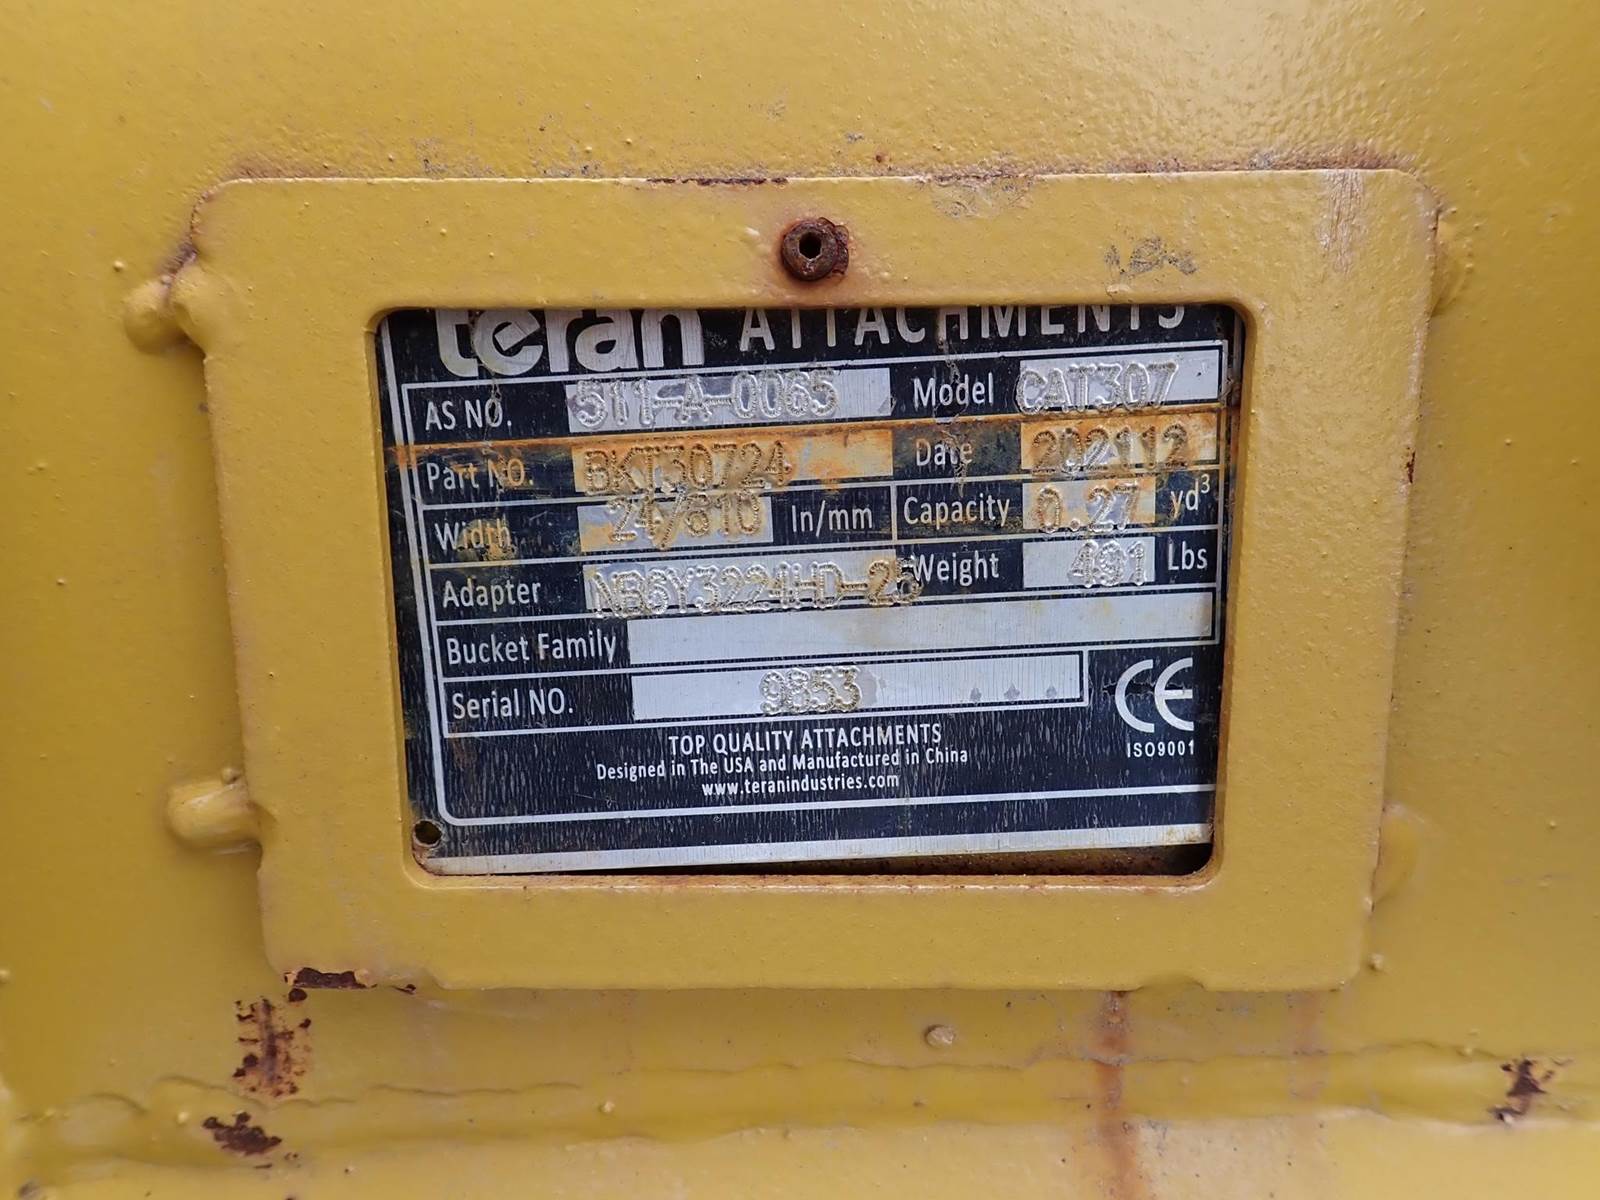 teran ATTACHMENTS
AS NO. 511-A-0065 Model CAT307
Part NO. BKT30724 Date 202112
Width 24/610 In/mm Capacity 0.27 yd³
Adapter NB6Y3224HD-25 Weight 491 Lbs
Bucket Family
Serial NO. 9853
CE
ISO9001
TOP QUALITY ATTACHMENTS
Designed in The USA and Manufactured in China
www.teranindustries.com